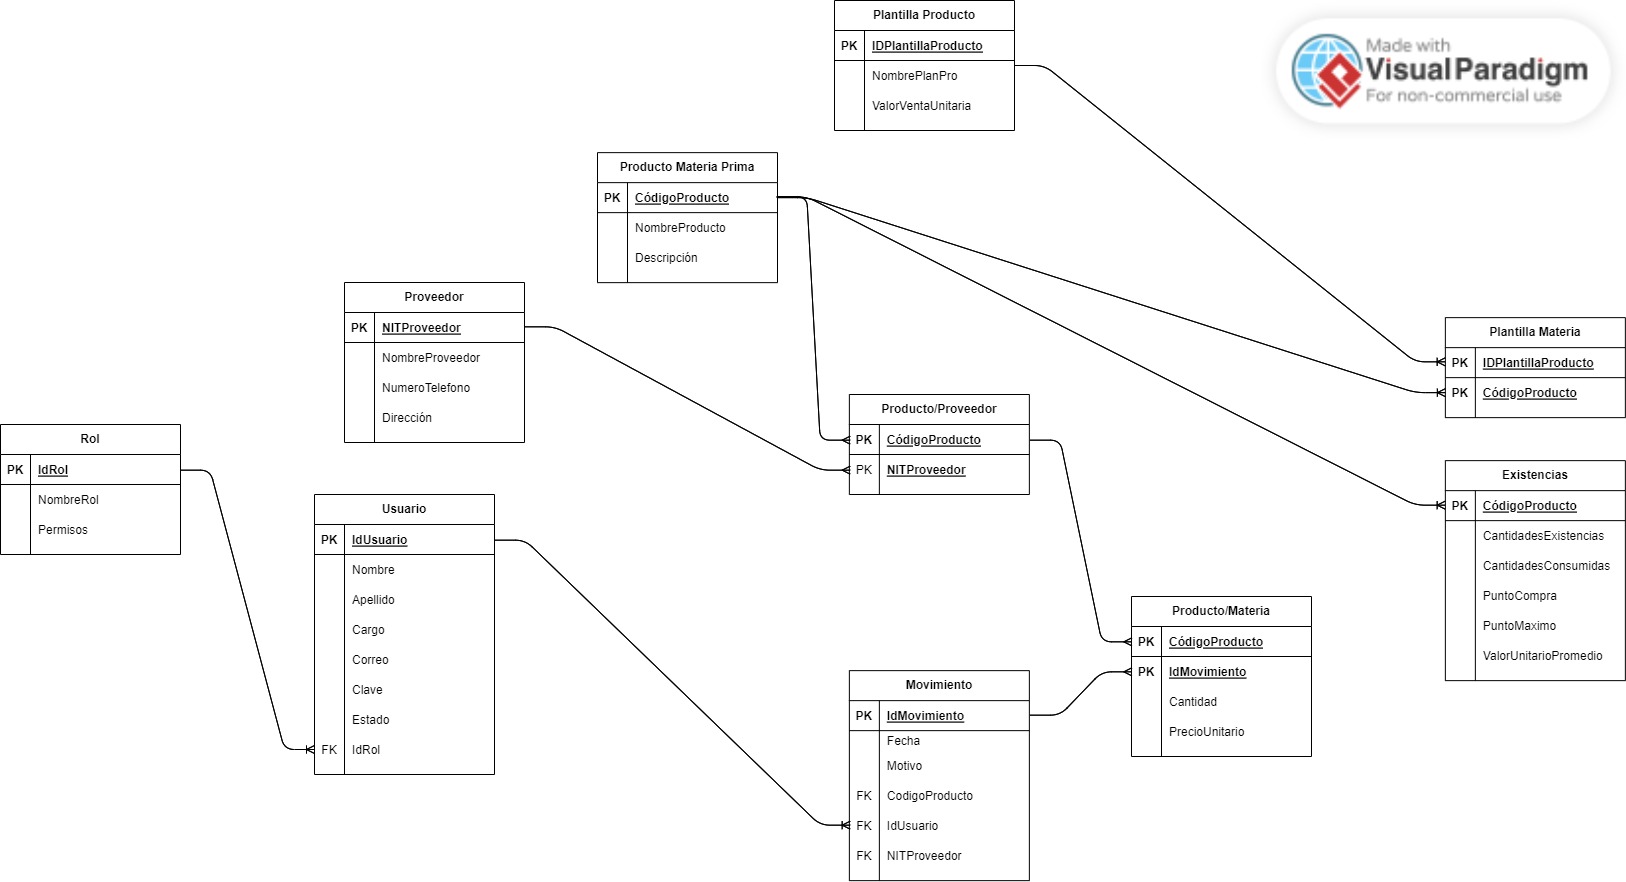 Plantilla Producto
PK IDPlantillaProducto
NombrePlanPro
ValorVentaUnitaria
Made with
Visual Paradigm
For non-commercial use
Producto Materia Prima
PK CódigoProducto
NombreProducto
Descripción
Proveedor
PK NITProveedor
NombreProveedor
NumeroTelefono
Dirección
Plantilla Materia
PK IDPlantillaProducto
PK CódigoProducto
Producto/Proveedor
PK CódigoProducto
PK NITProveedor
Rol
PK IdRol
NombreRol
Permisos
Existencias
PK CódigoProducto
CantidadesExistencias
CantidadesConsumidas
PuntoCompra
PuntoMaximo
ValorUnitarioPromedio
Usuario
PK IdUsuario
Nombre
Apellido
Cargo
Correo
Clave
Estado
FK IdRol
Producto/Materia
PK CódigoProducto
PK IdMovimiento
Cantidad
PrecioUnitario
Movimiento
PK IdMovimiento
Fecha
Motivo
FK CodigoProducto
FK IdUsuario
FK NITProveedor